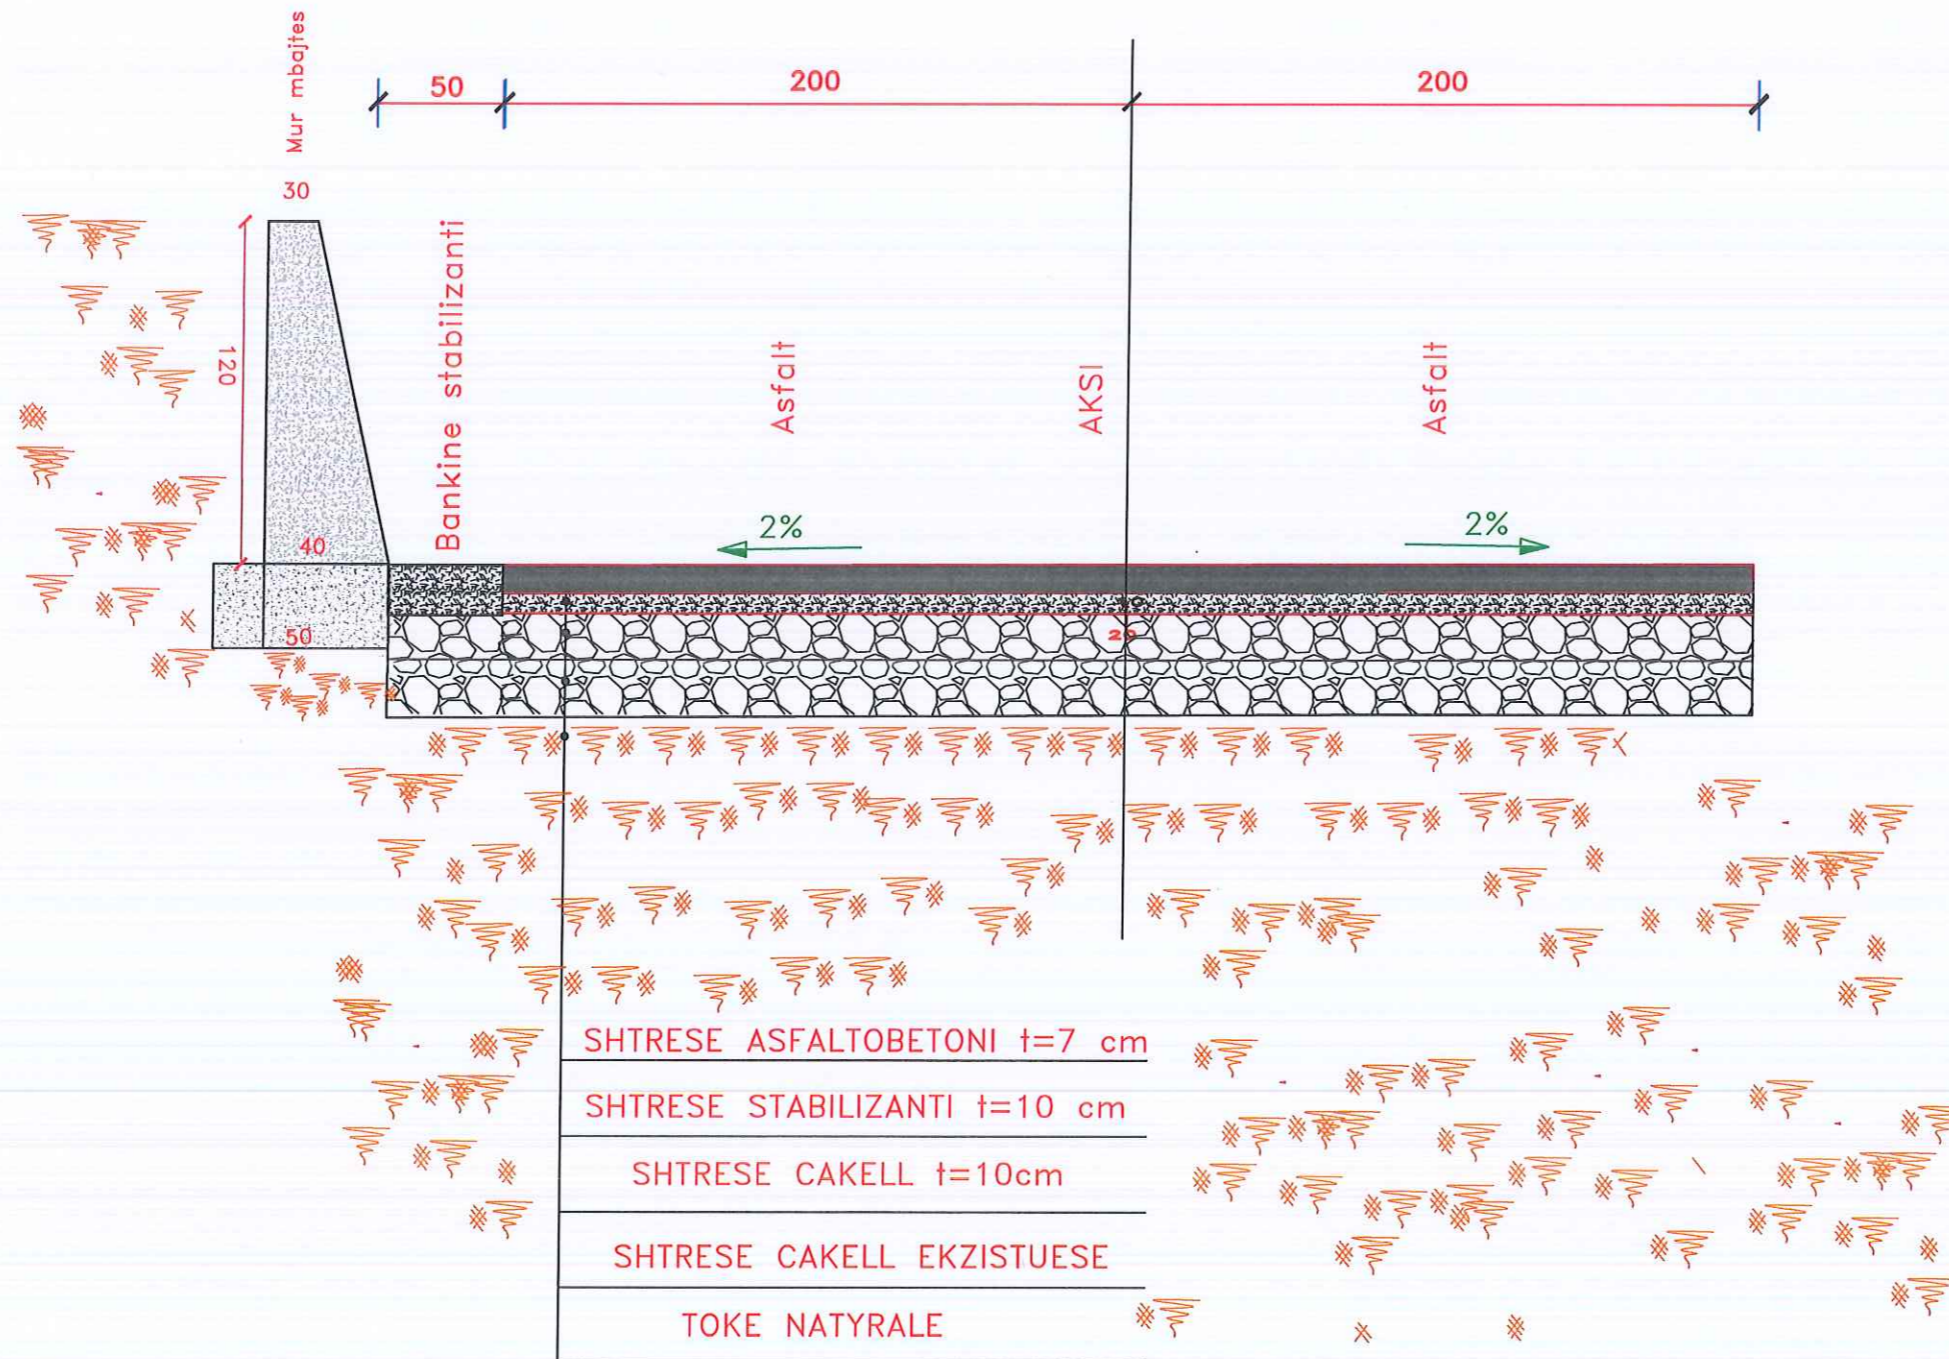 Mur mbajtes
50
200
200
30
120
Bankine stabilizanti
Asfalt
AKSI
Asfalt
2%
2%
40
50
20
SHTRESE ASFALTOBETONI t=7 cm
SHTRESE STABILIZANTI t=10 cm
SHTRESE CAKELL t=10cm
SHTRESE CAKELL EKZISTUESE
TOKE NATYRALE